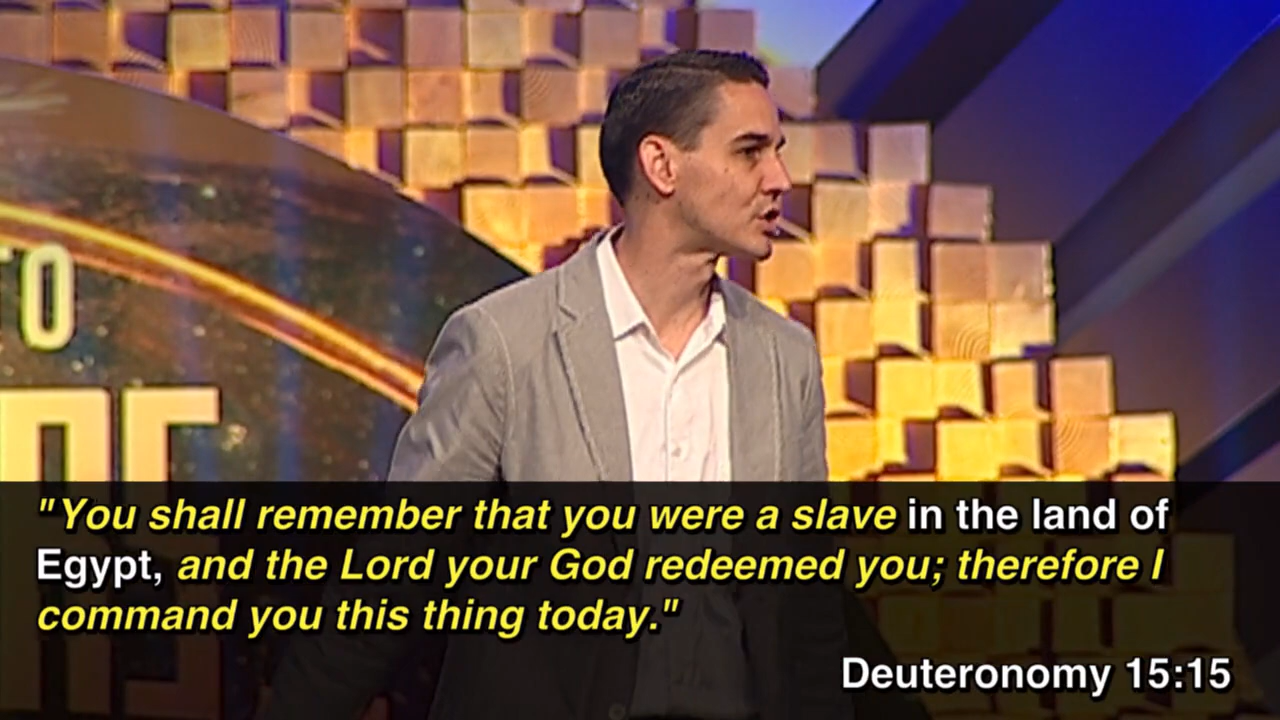 TO
"You shall remember that you were a slave in the land of
Egypt, and the Lord your God redeemed you; therefore I
command you this thing today."
Deuteronomy 15:15